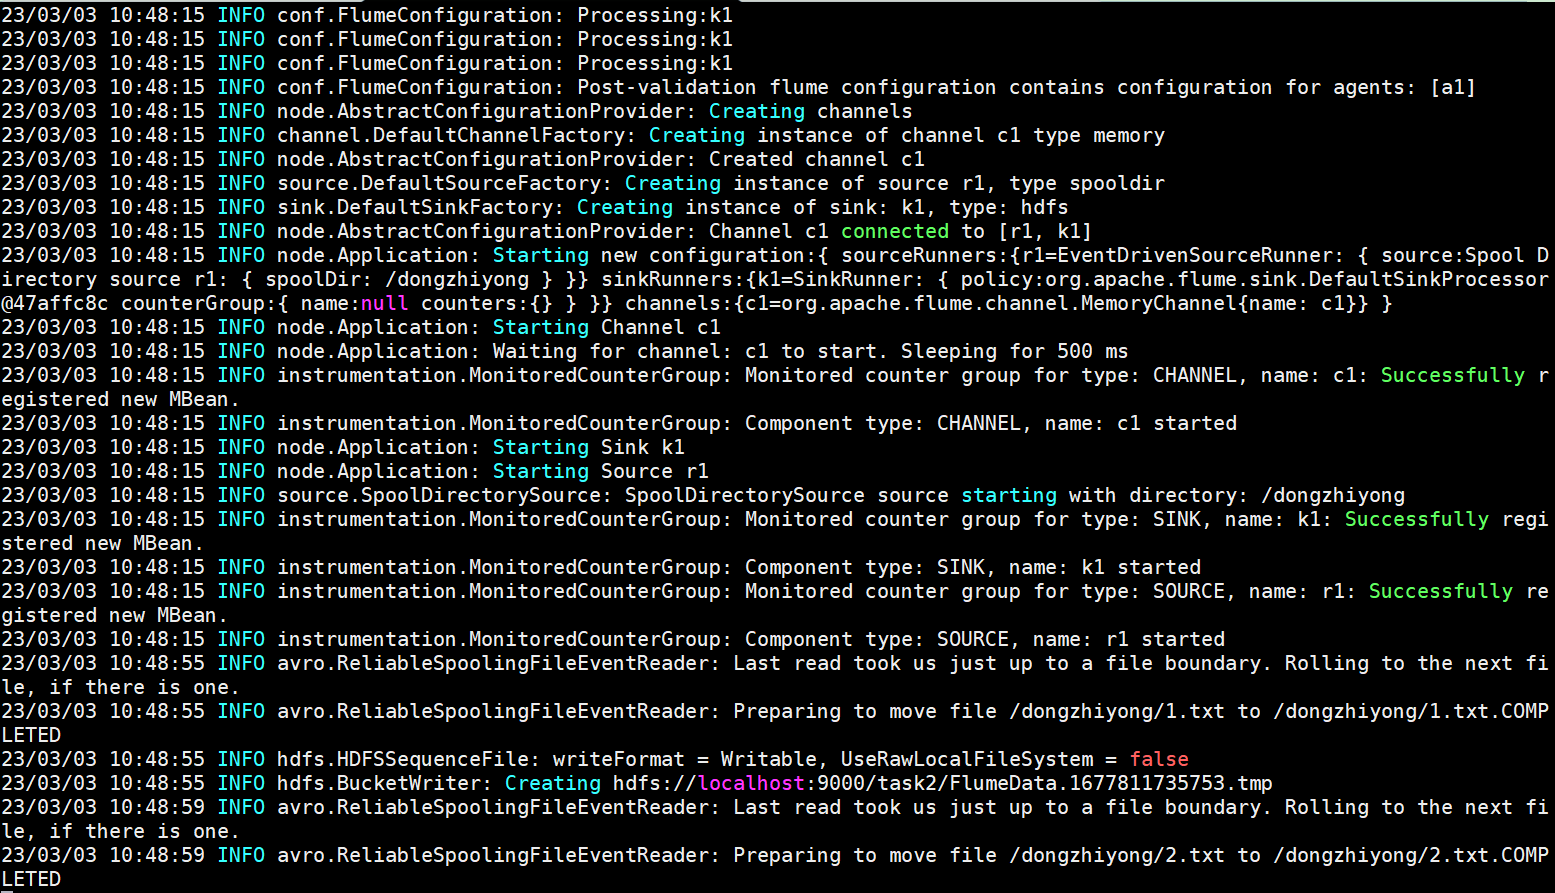 23/03/03 10:48:15 INFO conf.FlumeConfiguration: Processing:k1
23/03/03 10:48:15 INFO conf.FlumeConfiguration: Processing:k1
23/03/03 10:48:15 INFO conf.FlumeConfiguration: Processing:k1
23/03/03 10:48:15 INFO conf.FlumeConfiguration: Post-validation flume configuration contains configuration for agents: [a1]
23/03/03 10:48:15 INFO node.AbstractConfigurationProvider: Creating channels
23/03/03 10:48:15 INFO channel.DefaultChannelFactory: Creating instance of channel c1 type memory
23/03/03 10:48:15 INFO node.AbstractConfigurationProvider: Created channel c1
23/03/03 10:48:15 INFO source.DefaultSourceFactory: Creating instance of source r1, type spooldir
23/03/03 10:48:15 INFO sink.DefaultSinkFactory: Creating instance of sink: k1, type: hdfs
23/03/03 10:48:15 INFO node.AbstractConfigurationProvider: Channel c1 connected to [r1, k1]
23/03/03 10:48:15 INFO node.Application: Starting new configuration:{ sourceRunners:{r1=EventDrivenSourceRunner: { source:Spool D
irectory source r1: { spoolDir: /dongzhiyong } }} sinkRunners:{k1=SinkRunner: { policy:org.apache.flume.sink.DefaultSinkProcessor
@47affc8c counterGroup:{ name:null counters:{} } }} channels:{c1=org.apache.flume.channel.MemoryChannel{name: c1}} }
23/03/03 10:48:15 INFO node.Application: Starting Channel c1
23/03/03 10:48:15 INFO node.Application: Waiting for channel: c1 to start. Sleeping for 500 ms
23/03/03 10:48:15 INFO instrumentation.MonitoredCounterGroup: Monitored counter group for type: CHANNEL, name: c1: Successfully r
egistered new MBean.
23/03/03 10:48:15 INFO instrumentation.MonitoredCounterGroup: Component type: CHANNEL, name: c1 started
23/03/03 10:48:15 INFO node.Application: Starting Sink k1
23/03/03 10:48:15 INFO node.Application: Starting Source r1
23/03/03 10:48:15 INFO source.SpoolDirectorySource: SpoolDirectorySource source starting with directory: /dongzhiyong
23/03/03 10:48:15 INFO instrumentation.MonitoredCounterGroup: Monitored counter group for type: SINK, name: k1: Successfully regi
stered new MBean.
23/03/03 10:48:15 INFO instrumentation.MonitoredCounterGroup: Component type: SINK, name: k1 started
23/03/03 10:48:15 INFO instrumentation.MonitoredCounterGroup: Monitored counter group for type: SOURCE, name: r1: Successfully re
gistered new MBean.
23/03/03 10:48:15 INFO instrumentation.MonitoredCounterGroup: Component type: SOURCE, name: r1 started
23/03/03 10:48:55 INFO avro.ReliableSpoolingFileEventReader: Last read took us just up to a file boundary. Rolling to the next fi
le, if there is one.
23/03/03 10:48:55 INFO avro.ReliableSpoolingFileEventReader: Preparing to move file /dongzhiyong/1.txt to /dongzhiyong/1.txt.COMP
LETED
23/03/03 10:48:55 INFO hdfs.HDFSSequenceFile: writeFormat = Writable, UseRawLocalFileSystem = false
23/03/03 10:48:55 INFO hdfs.BucketWriter: Creating hdfs://localhost:9000/task2/FlumeData.1677811735753.tmp
23/03/03 10:48:59 INFO avro.ReliableSpoolingFileEventReader: Last read took us just up to a file boundary. Rolling to the next fi
le, if there is one.
23/03/03 10:48:59 INFO avro.ReliableSpoolingFileEventReader: Preparing to move file /dongzhiyong/2.txt to /dongzhiyong/2.txt.COMP
LETED